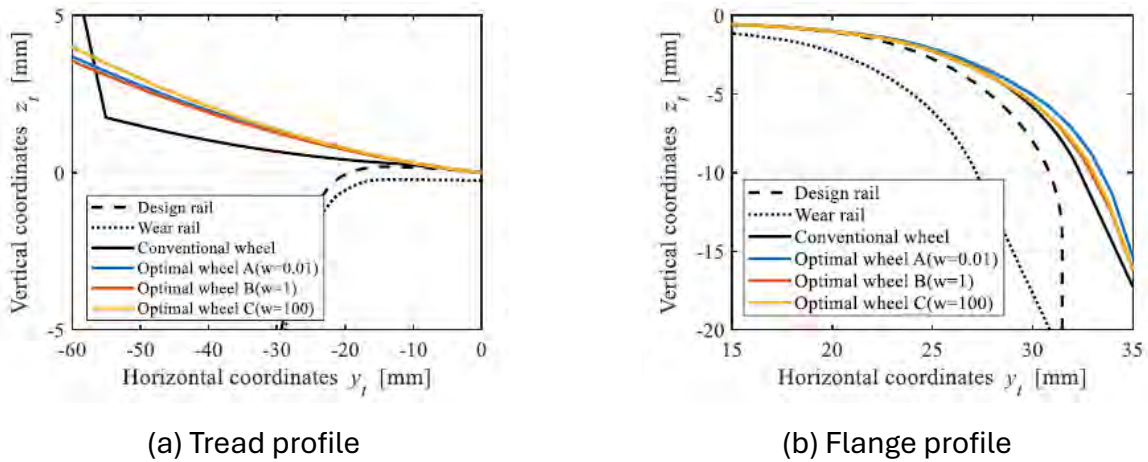 5
0
-5
Vertical coordinates z_t [mm]
-60 -50 -40 -30 -20 -10 0
Horizontal coordinates y_t [mm]
Design rail
Wear rail
Conventional wheel
Optimal wheel A(w=0.01)
Optimal wheel B(w=1)
Optimal wheel C(w=100)
(a) Tread profile
0
-5
-10
-15
-20
Vertical coordinates z_t [mm]
15 20 25 30 35
Horizontal coordinates y_t [mm]
Design rail
Wear rail
Conventional wheel
Optimal wheel A(w=0.01)
Optimal wheel B(w=1)
Optimal wheel C(w=100)
(b) Flange profile